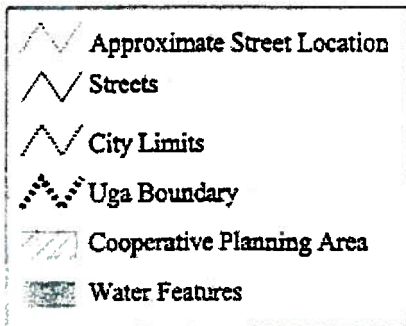 Approximate Street Location
Streets
City Limits
Uga Boundary
Cooperative Planning Area
Water Features